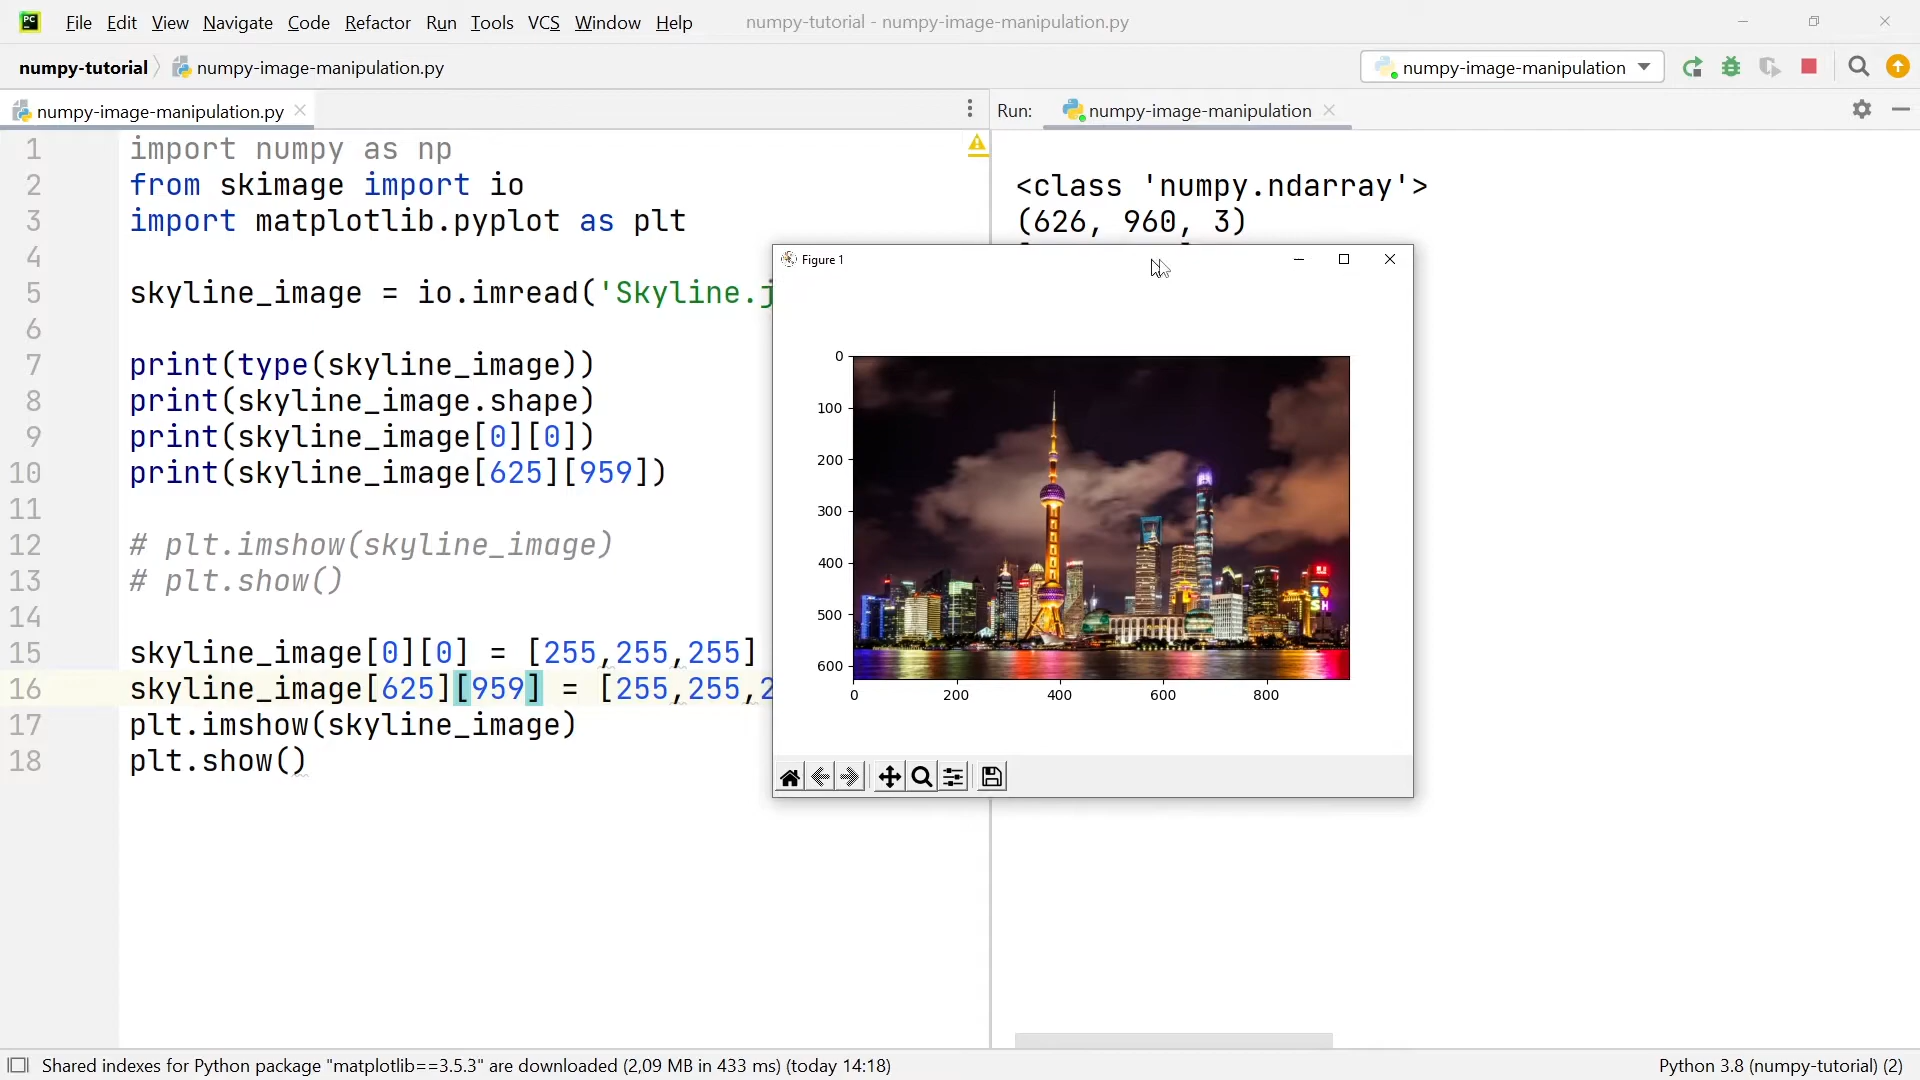 File Edit View Navigate Code Refactor Run Tools VCS Window Help numpy-tutorial - numpy-image-manipulation.py
numpy-tutorial numpy-image-manipulation.py numpy-image-manipulation
numpy-image-manipulation.py
Run: numpy-image-manipulation
1 import numpy as np
2 from skimage import io
3 import matplotlib.pyplot as plt
4
5 skyline_image = io.imread('Skyline.j
6
7 print(type(skyline_image))
8 print(skyline_image.shape)
9 print(skyline_image[0][0])
10 print(skyline_image[625][959])
11
12 # plt.imshow(skyline_image)
13 # plt.show()
14
15 skyline_image[0][0] = [255,255,255]
16 skyline_image[625][959] = [255,255,2
17 plt.imshow(skyline_image)
18 plt.show()
<class 'numpy.ndarray'>
(626, 960, 3)
Figure 1
0
100
200
300
400
500
600
0 200 400 600 800
I
SH
Shared indexes for Python package "matplotlib==3.5.3" are downloaded (2,09 MB in 433 ms) (today 14:18)
Python 3.8 (numpy-tutorial) (2)